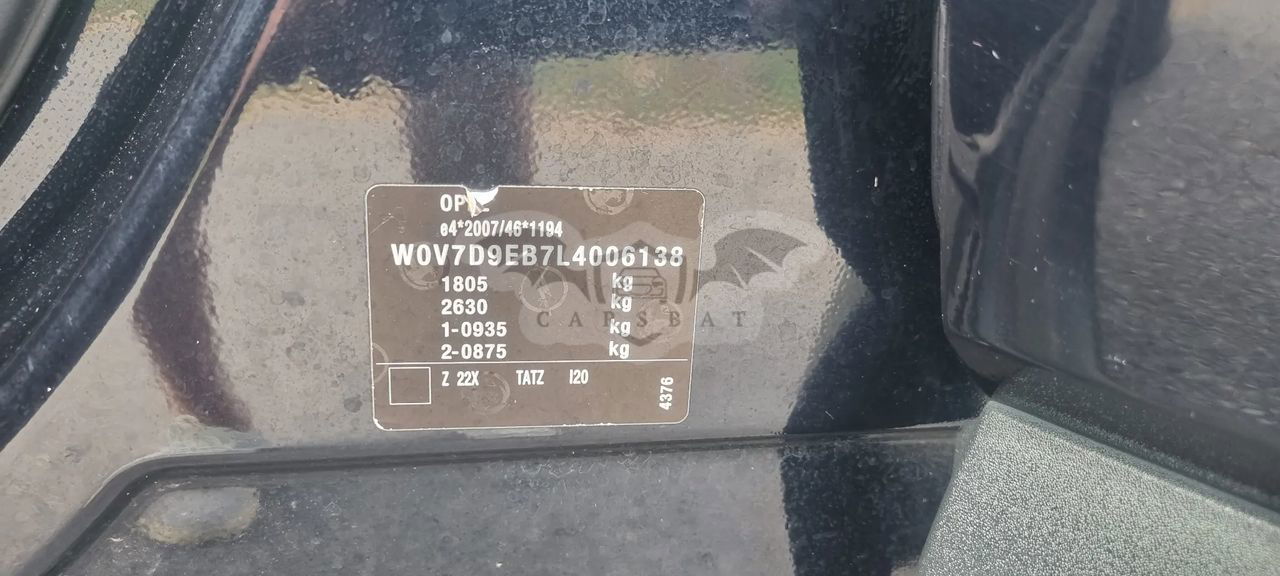 OPEL
e4*2007/46*1194
W0V7D9EB7L4006138
1805 kg
2630 kg
1-0935 kg
2-0875 kg
Z 22X TATZ I20
4376
CARSBAT